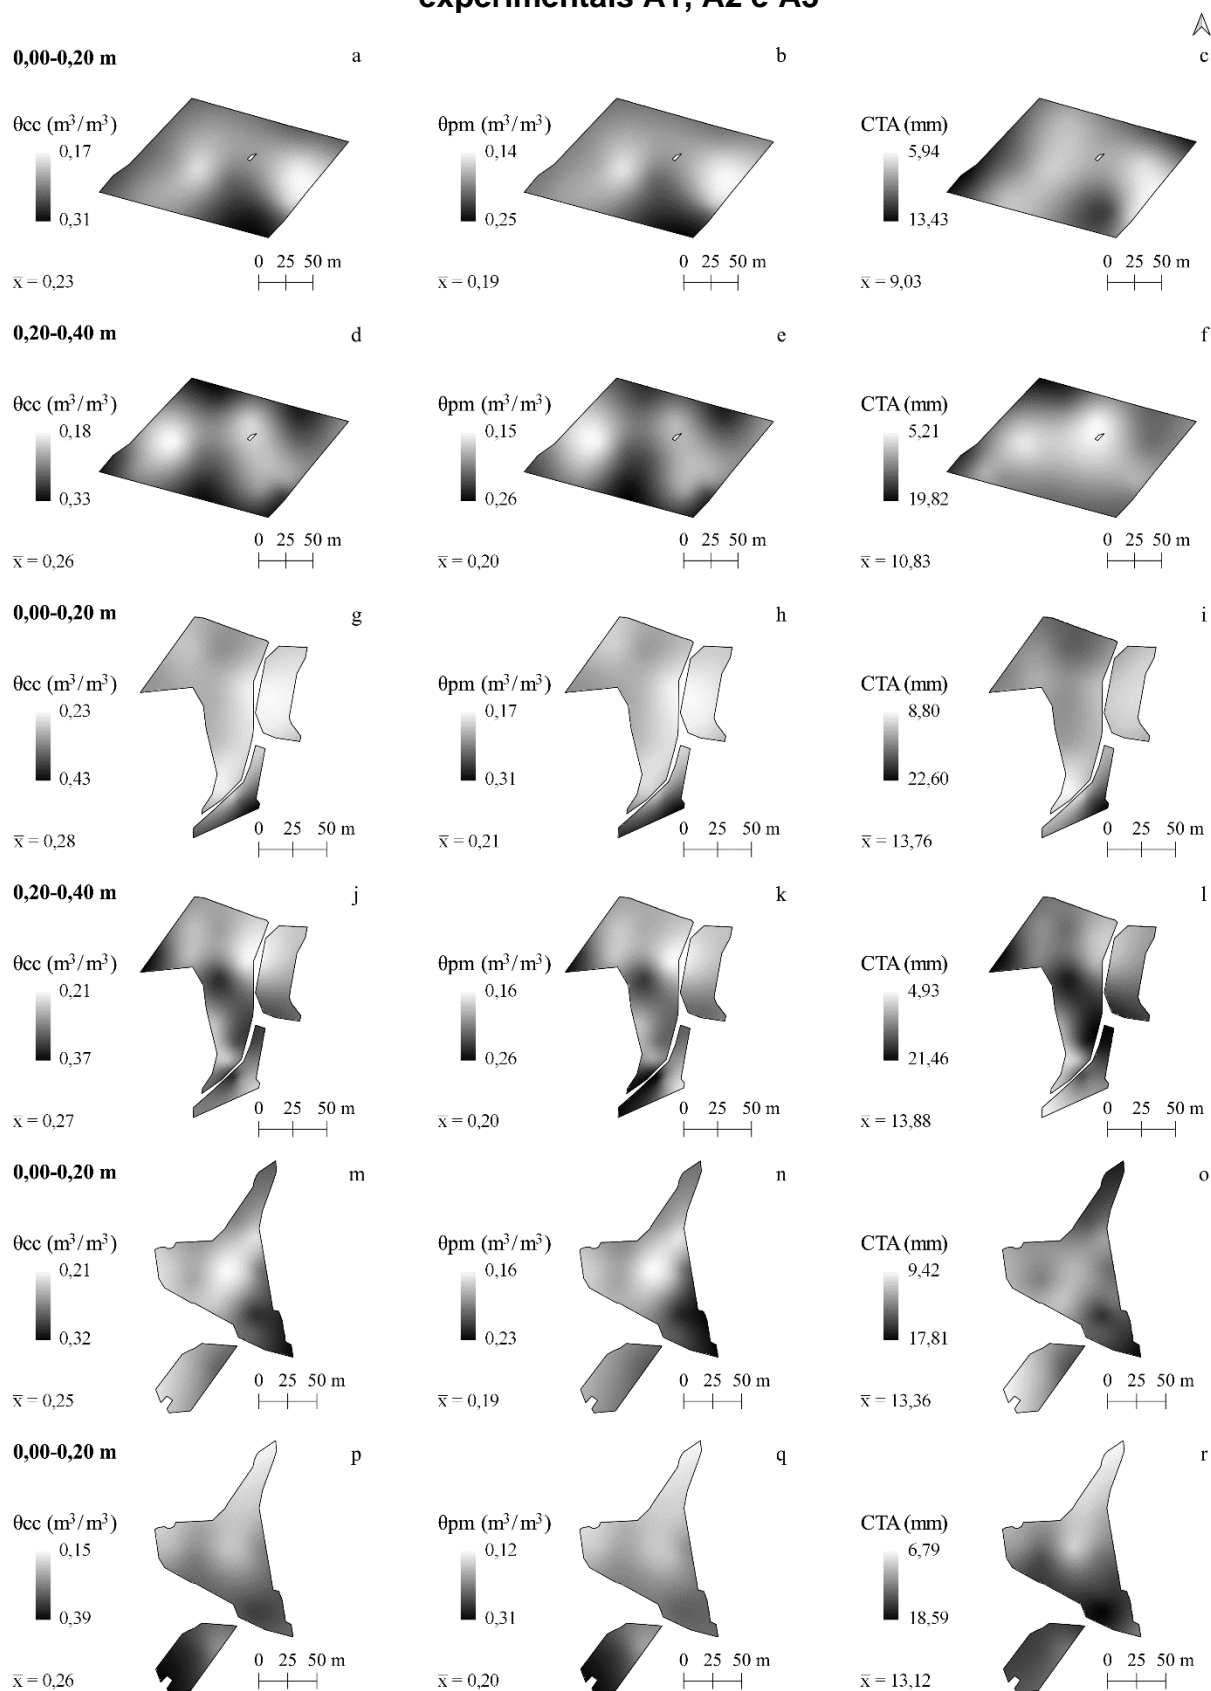 experimentais A1, A2 e A3
0,00-0,20 m a b c
θcc (m³/m³) θpm (m³/m³) CTA (mm)
0,17 0,14 5,94
0,31 0,25 13,43
0 25 50 m 0 25 50 m 0 25 50 m
x̅ = 0,23 x̅ = 0,19 x̅ = 9,03
0,20-0,40 m d e f
θcc (m³/m³) θpm (m³/m³) CTA (mm)
0,18 0,15 5,21
0,33 0,26 19,82
0 25 50 m 0 25 50 m 0 25 50 m
x̅ = 0,26 x̅ = 0,20 x̅ = 10,83
0,00-0,20 m g h i
θcc (m³/m³) θpm (m³/m³) CTA (mm)
0,23 0,17 8,80
0,43 0,31 22,60
0 25 50 m 0 25 50 m 0 25 50 m
x̅ = 0,28 x̅ = 0,21 x̅ = 13,76
0,20-0,40 m j k l
θcc (m³/m³) θpm (m³/m³) CTA (mm)
0,21 0,16 4,93
0,37 0,26 21,46
0 25 50 m 0 25 50 m 0 25 50 m
x̅ = 0,27 x̅ = 0,20 x̅ = 13,88
0,00-0,20 m m n o
θcc (m³/m³) θpm (m³/m³) CTA (mm)
0,21 0,16 9,42
0,32 0,23 17,81
0 25 50 m 0 25 50 m 0 25 50 m
x̅ = 0,25 x̅ = 0,19 x̅ = 13,36
0,00-0,20 m p q r
θcc (m³/m³) θpm (m³/m³) CTA (mm)
0,15 0,12 6,79
0,39 0,31 18,59
0 25 50 m 0 25 50 m 0 25 50 m
x̅ = 0,26 x̅ = 0,20 x̅ = 13,12